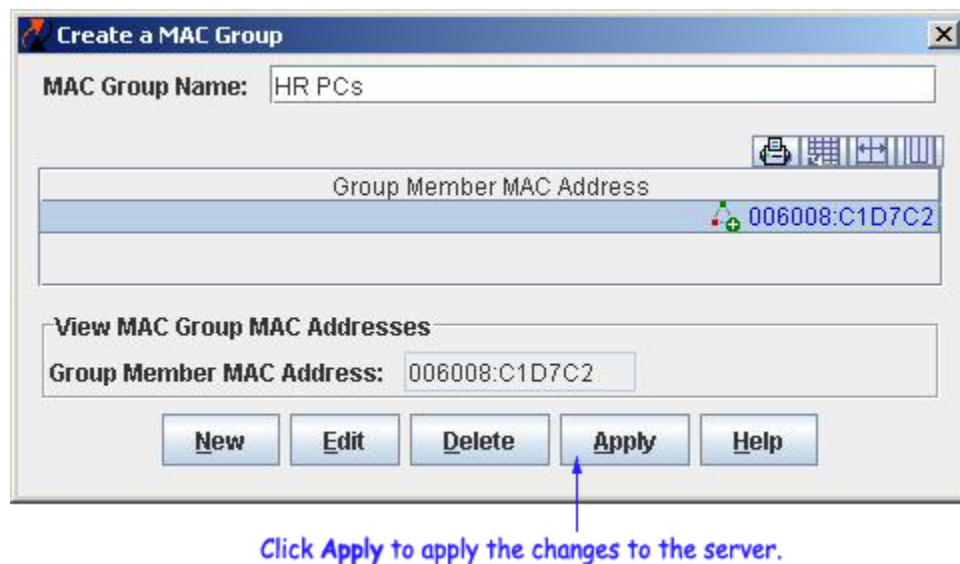 Create a MAC Group
MAC Group Name: HR PCs
Group Member MAC Address
006008:C1D7C2
View MAC Group MAC Addresses
Group Member MAC Address: 006008:C1D7C2
New Edit Delete Apply Help
Click Apply to apply the changes to the server.